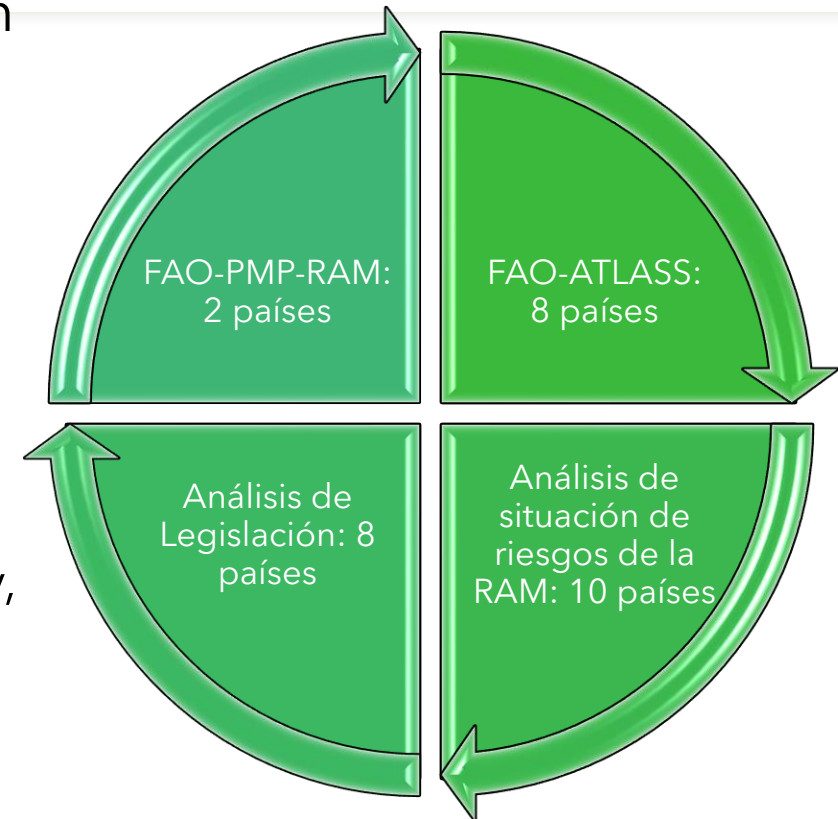 n
FAO-PMP-RAM:
2 países
FAO-ATLASS:
8 países
Análisis de
Legislación: 8
países
Análisis de
situación de
riesgos de la
RAM: 10 países
,